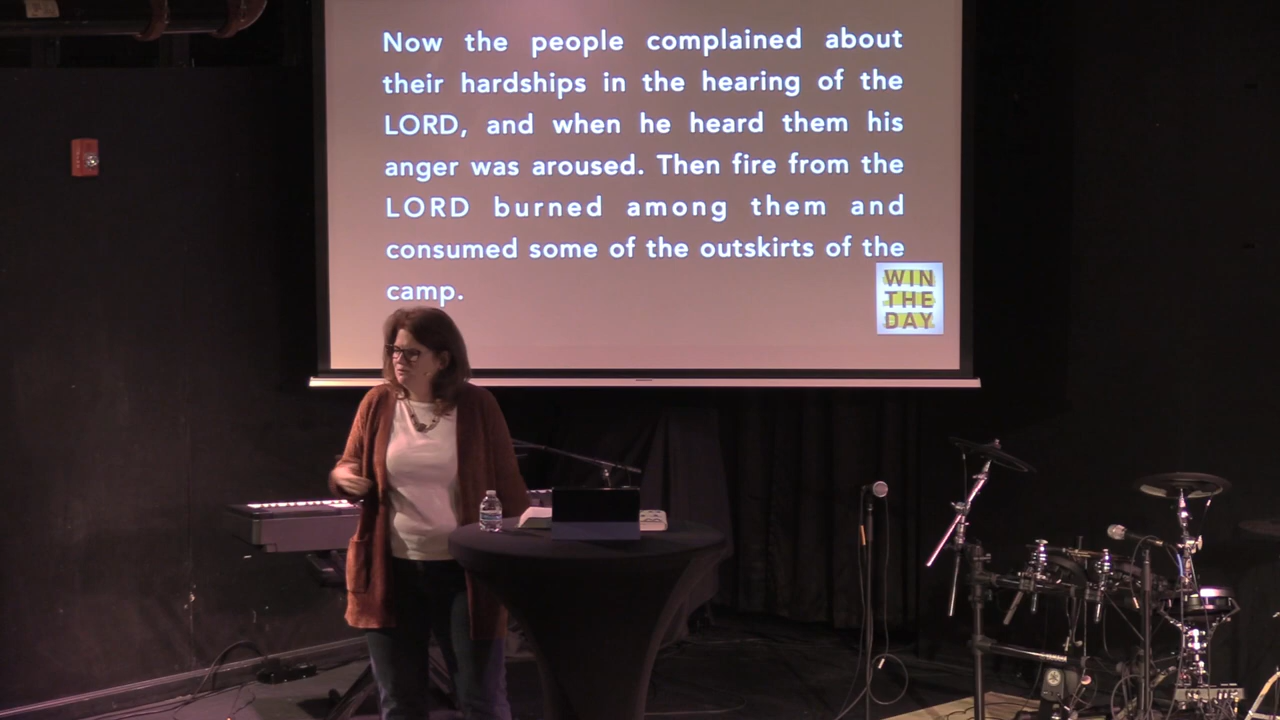 Now the people complained about
their hardships in the hearing of the
LORD, and when he heard them his
anger was aroused. Then fire from the
LORD burned among them and
consumed some of the outskirts of the
camp.
WIN
THE
DAY